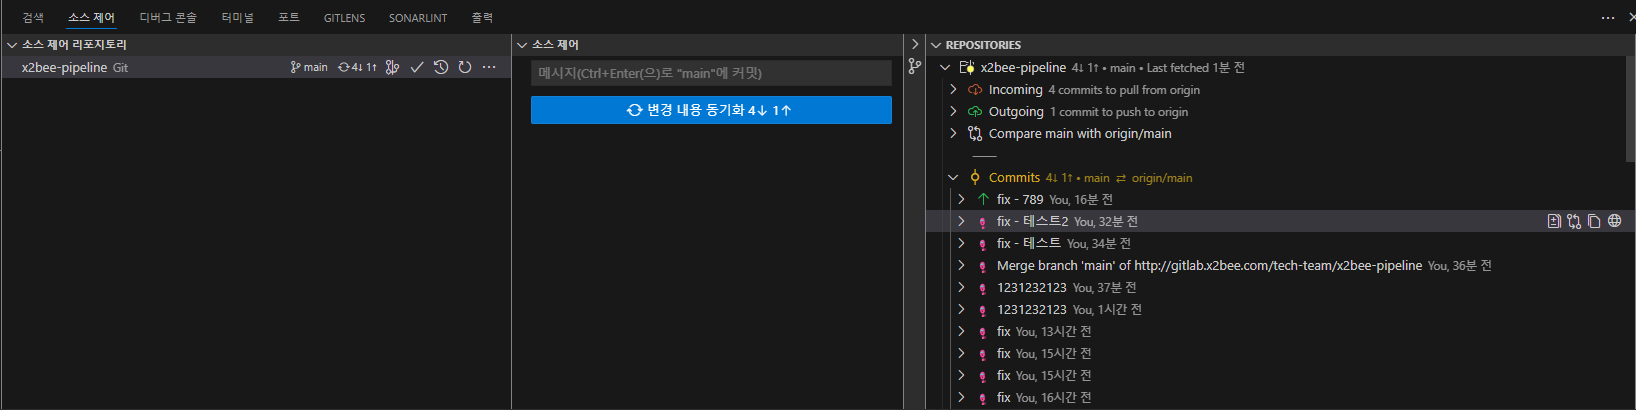 검색 소스 제어 디버그 콘솔 터미널 포트 GITLENS SONARLINT 출력
소스 제어 리포지토리
x2bee-pipeline Git main 4↓ 1↑
소스 제어
메시지(Ctrl+Enter(으)로 "main"에 커밋)
변경 내용 동기화 4↓ 1↑
REPOSITORIES
x2bee-pipeline 4↓ 1↑ • main • Last fetched 1분 전
Incoming 4 commits to pull from origin
Outgoing 1 commit to push to origin
Compare main with origin/main
Commits 4↓ 1↑ • main ⇄ origin/main
fix - 789 You, 16분 전
fix - 테스트2 You, 32분 전
fix - 테스트 You, 34분 전
Merge branch 'main' of http://gitlab.x2bee.com/tech-team/x2bee-pipeline You, 36분 전
1231232123 You, 37분 전
1231232123 You, 1시간 전
fix You, 13시간 전
fix You, 15시간 전
fix You, 15시간 전
fix You, 16시간 전